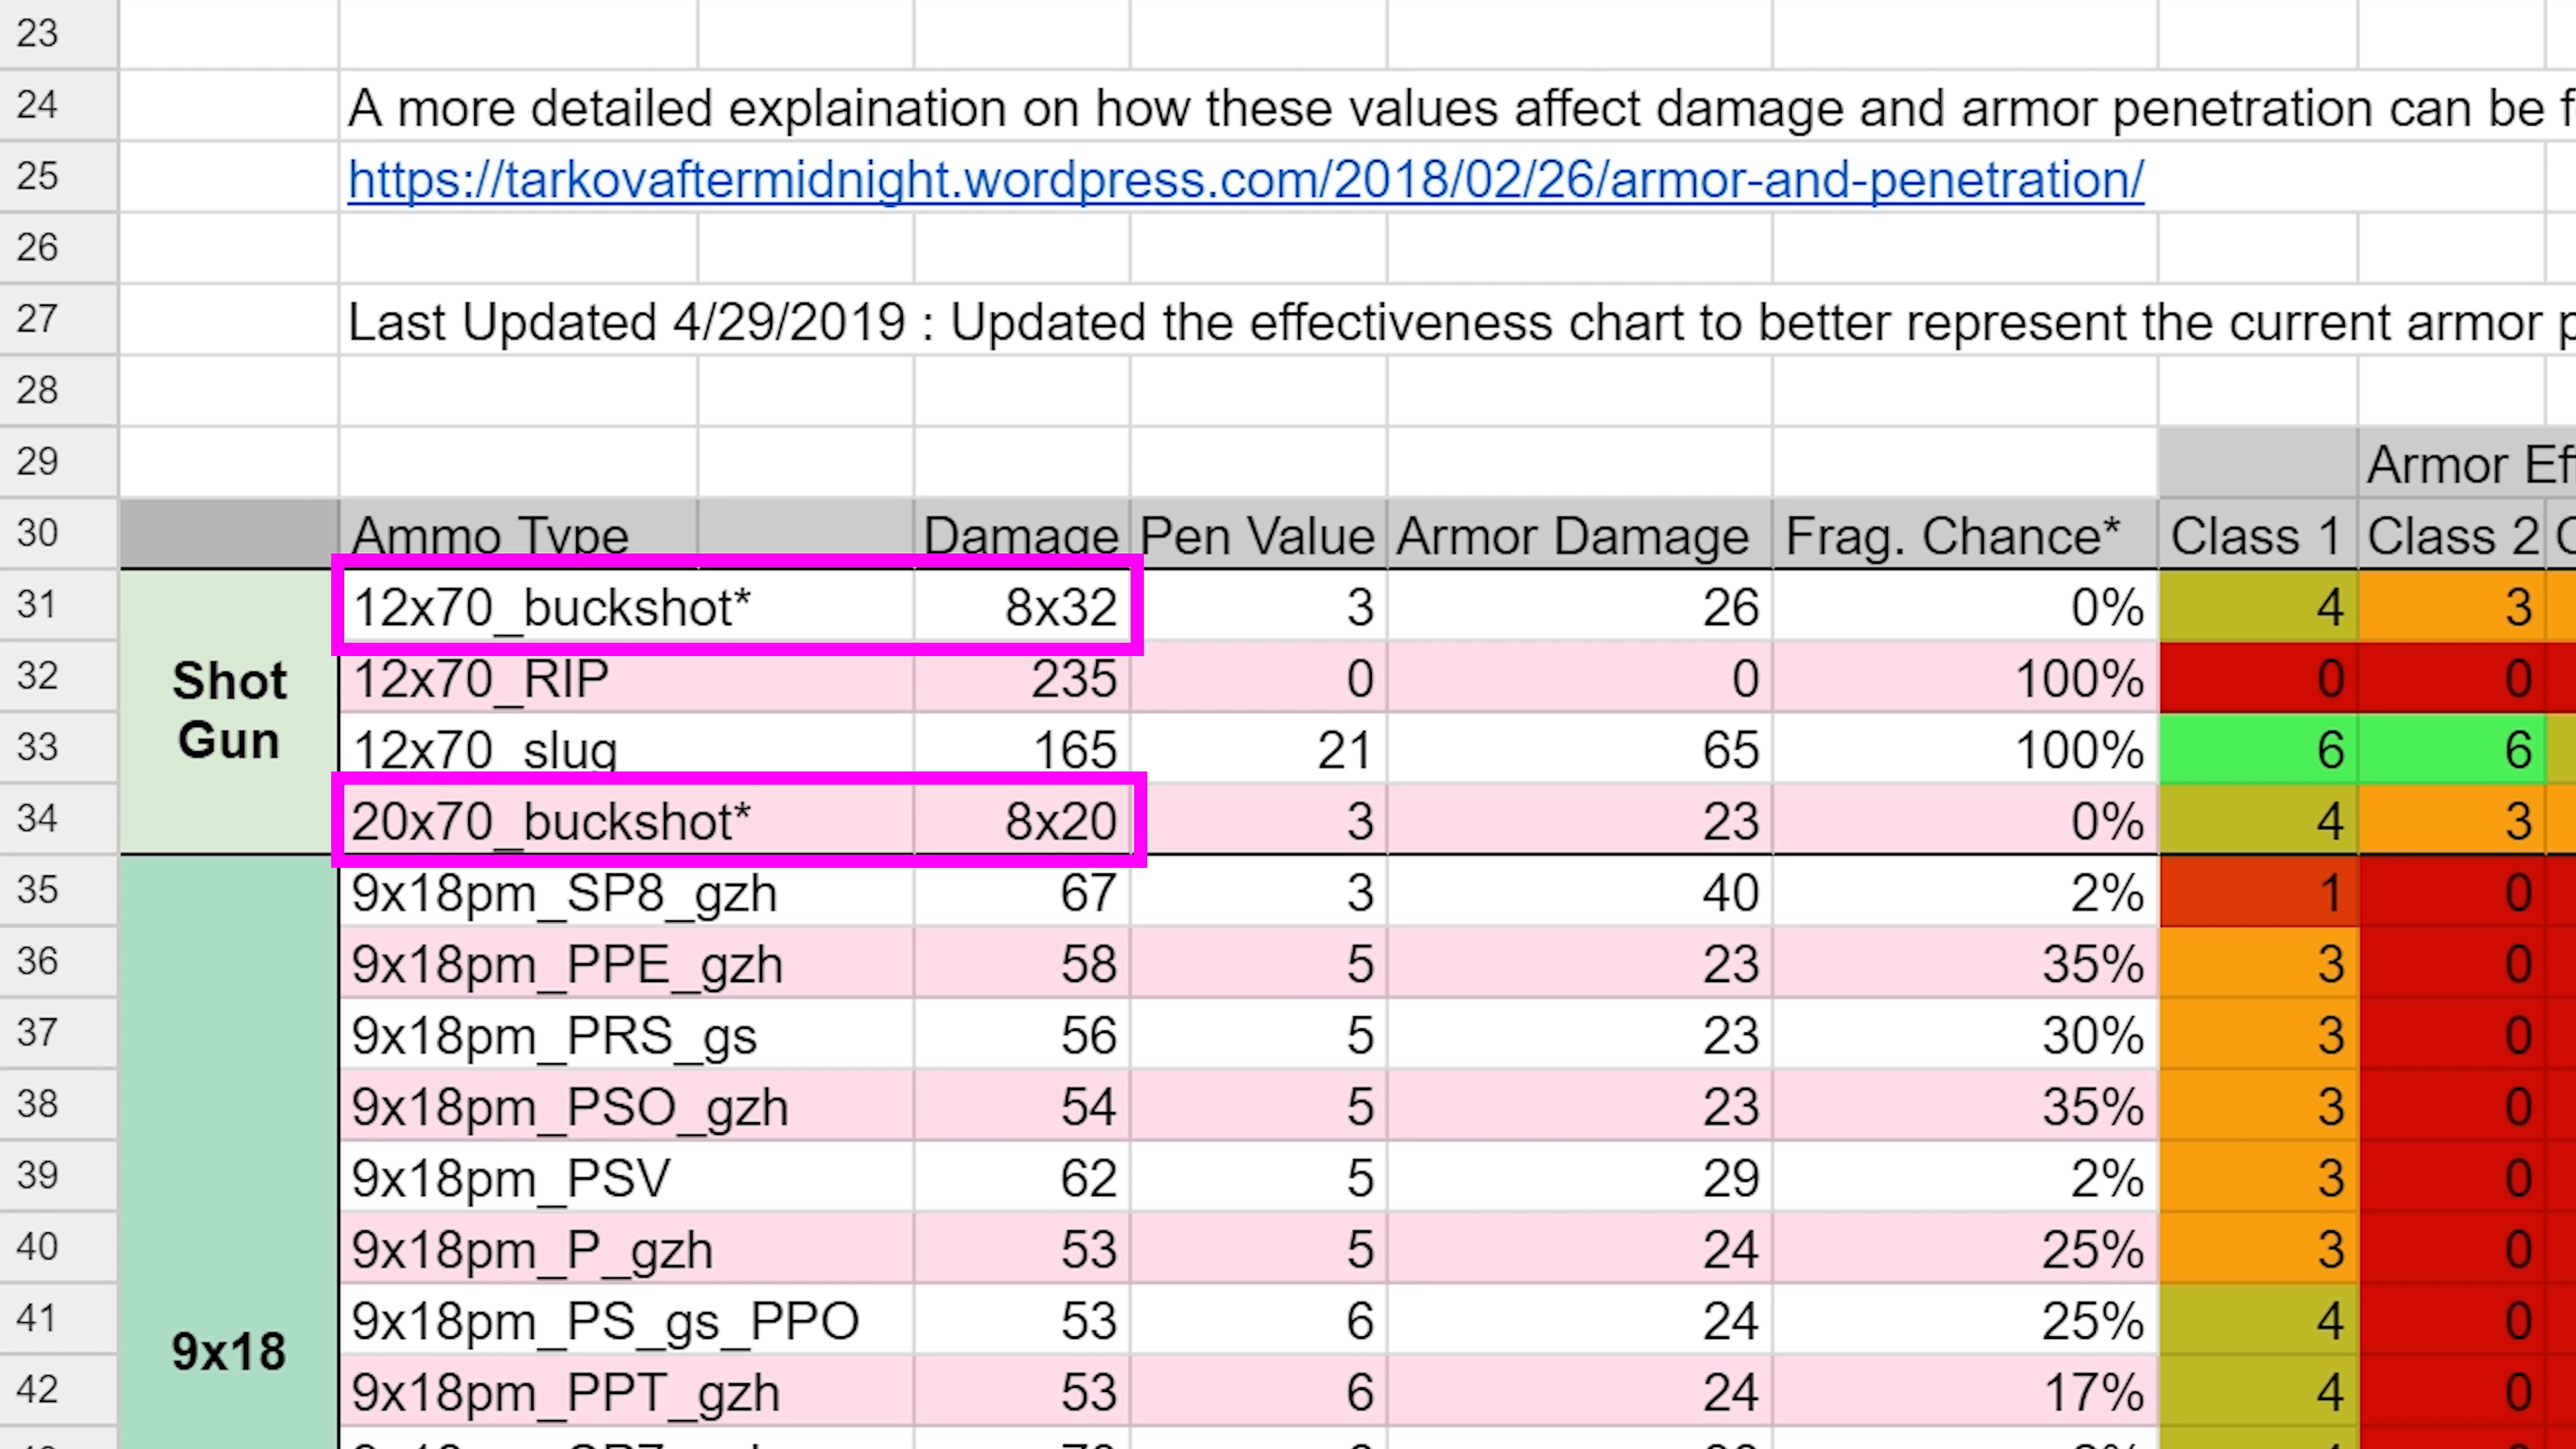 23
24 A more detailed explaination on how these values affect damage and armor penetration can be
25 https://tarkovaftermidnight.wordpress.com/2018/02/26/armor-and-penetration/
26
27 Last Updated 4/29/2019 : Updated the effectiveness chart to better represent the current armor
28
29 Armor
30 Ammo Type Damage Pen Value Armor Damage Frag. Chance* Class 1 Class 2
31 12x70_buckshot* 8x32 3 26 0% 4 3
Shot Gun
32 12x70_RIP 235 0 0 100% 0 0
33 12x70_slug 165 21 65 100% 6 6
34 20x70_buckshot* 8x20 3 23 0% 4 3
35 9x18pm_SP8_gzh 67 3 40 2% 1 0
36 9x18pm_PPE_gzh 58 5 23 35% 3 0
37 9x18pm_PRS_gs 56 5 23 30% 3 0
38 9x18pm_PSO_gzh 54 5 23 35% 3 0
39 9x18pm_PSV 62 5 29 2% 3 0
40 9x18pm_P_gzh 53 5 24 25% 3 0
41 9x18pm_PS_gs_PPO 53 6 24 25% 4 0
9x18
42 9x18pm_PPT_gzh 53 6 24 17% 4 0